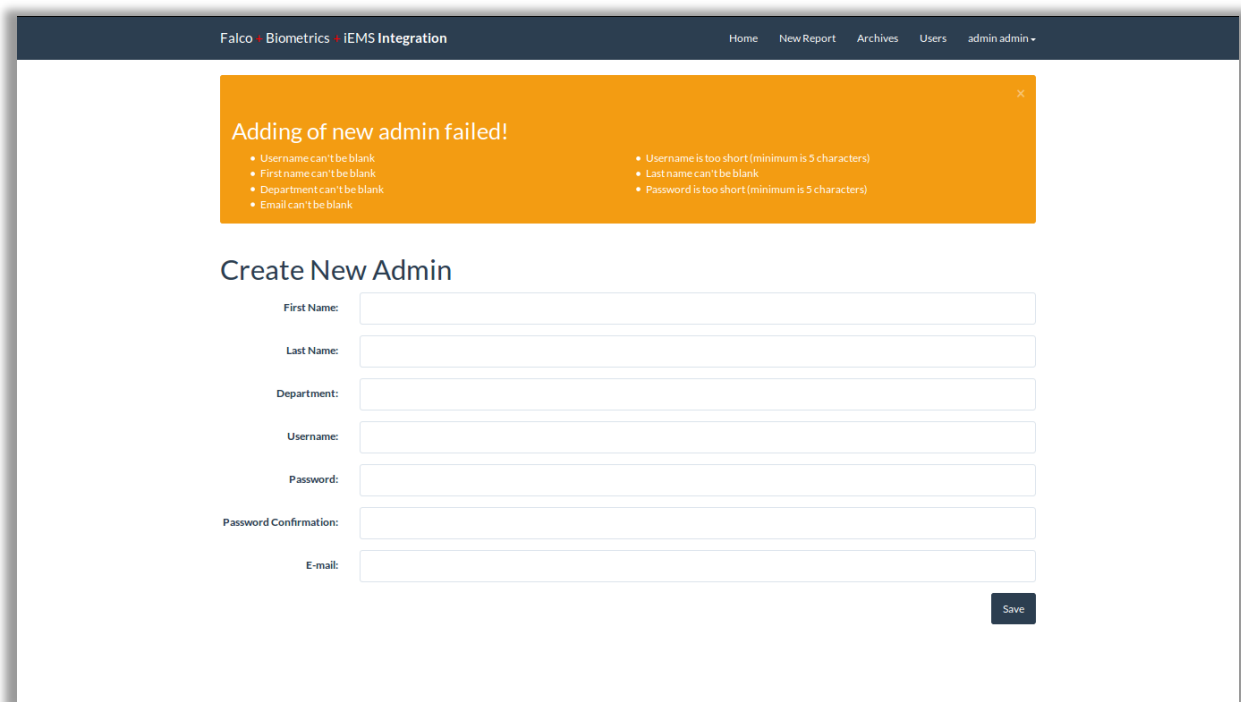 Falco + Biometrics + iEMS Integration
Home New Report Archives Users admin admin
×
Adding of new admin failed!
Username can't be blank
Username is too short (minimum is 5 characters)
First name can't be blank
Last name can't be blank
Department can't be blank
Password is too short (minimum is 5 characters)
Email can't be blank
Create New Admin
First Name:
Last Name:
Department:
Username:
Password:
Password Confirmation:
E-mail:
Save